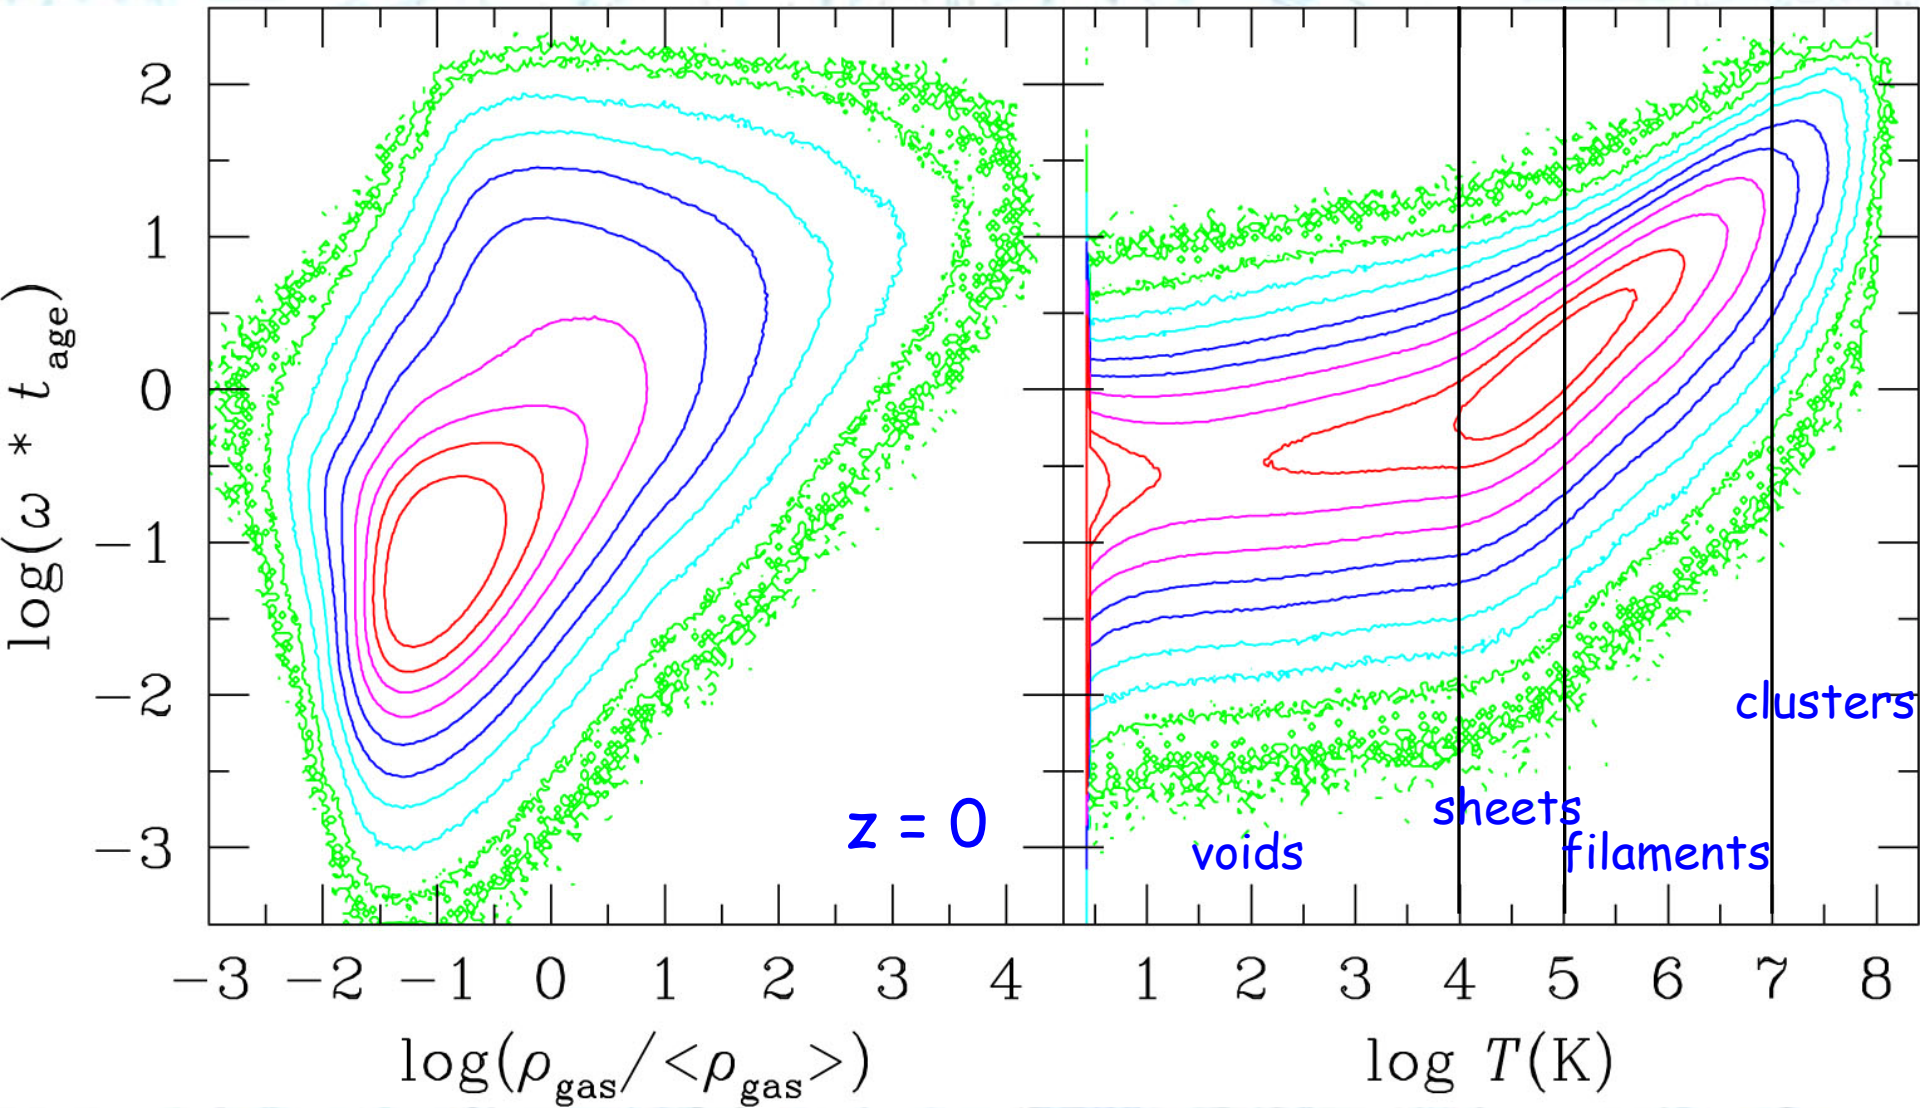 log(ω * t_age)
2
1
0
−1
−2
−3
z = 0
voids
sheets
filaments
clusters
−3 −2 −1 0 1 2 3 4
1 2 3 4 5 6 7 8
log(ρ_gas/<ρ_gas>)
log T(K)